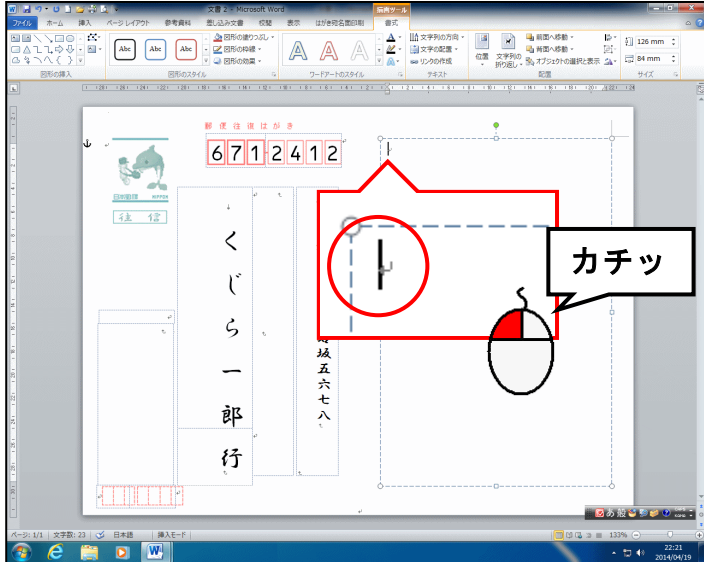 文書 2 - Microsoft Word
描画ツール
ファイル ホーム 挿入 ページ レイアウト 参考資料 差し込み文書 校閲 表示 はがき宛名面印刷 書式
Abc Abc Abc
図形の塗りつぶし
図形の枠線
図形の効果
A A A
文字列の方向
文字の配置
リンクの作成
位置
文字列の
折り返し
前面へ移動
背面へ移動
オブジェクトの選択と表示
126 mm
84 mm
図形の挿入 図形のスタイル ワードアートのスタイル テキスト 配置 サイズ
郵便往復はがき
6712412
日本郵便 NIPPON
往信
くじら一郎行
坂五六七八
カチッ
あ 般
CAPS
KANA
ページ: 1/1 文字数: 23 日本語 挿入モード 133%
22:21
2014/04/19